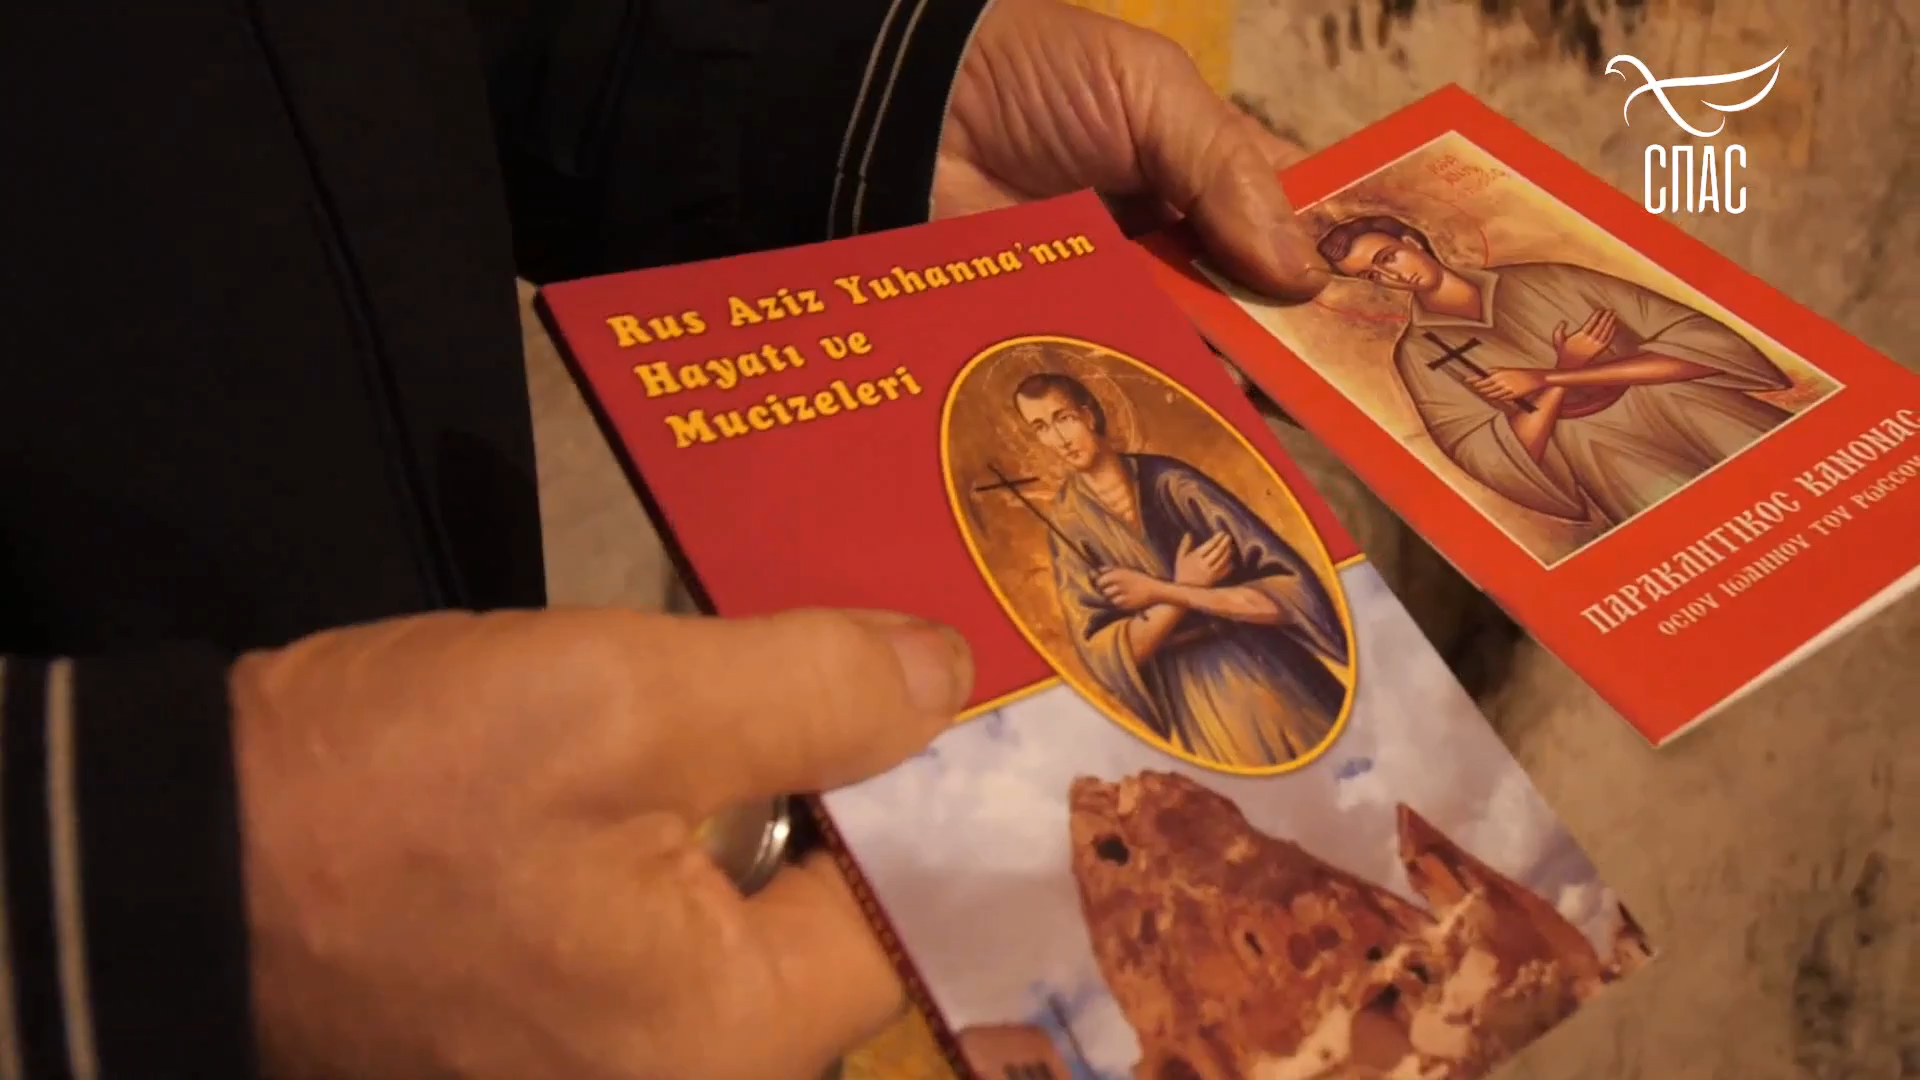 Rus Aziz Yuhanna'nın
Hayatı ve
Mucizeleri
ΠΑΡΑΚΛΗΤΙΚΟΣ ΚΑΝΟΝΑΣ
ΟΣΙΟΥ ΙΩΑΝΝΟΥ ΤΟΥ ΡΩΣΣΟΥ
СПАС